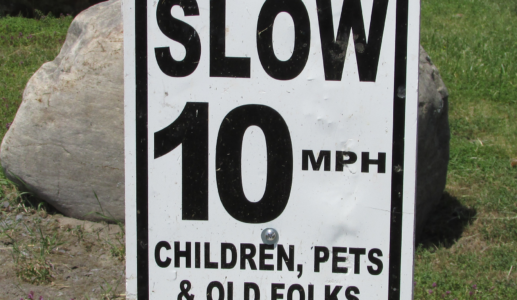 SLOW
10 MPH
CHILDREN, PETS
& OLD FOLKS